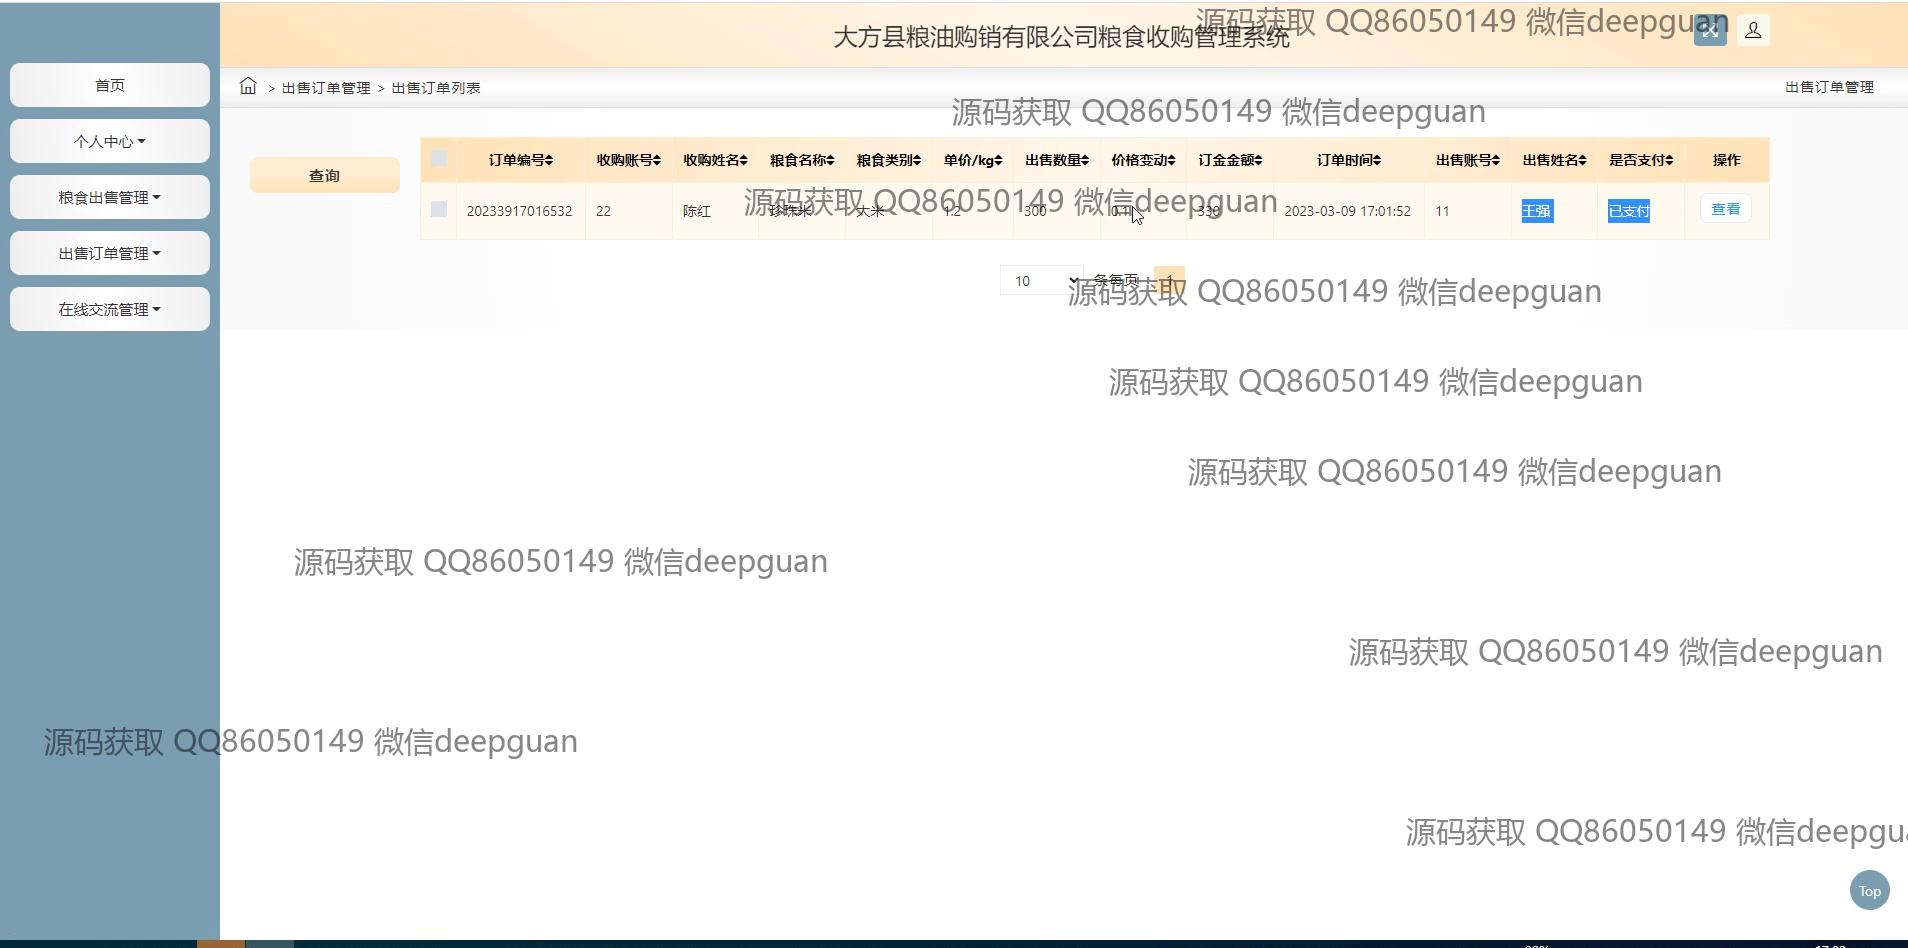 大方县粮油购销有限公司粮食收购管理系统
源码获取 QQ86050149 微信deepguan
首页
个人中心
粮食出售管理
出售订单管理
在线交流管理
> 出售订单管理 > 出售订单列表
出售订单管理
源码获取 QQ86050149 微信deepguan
查询
订单编号 收购账号 收购姓名 粮食名称 粮食类别 单价/kg 出售数量 价格变动 订金金额 订单时间 出售账号 出售姓名 是否支付 操作
20233917016532 22 陈红 珍珠米 大米 1.2 300 330 2023-03-09 17:01:52 11 王强 已支付 查看
源码获取 QQ86050149 微信deepguan
10 条每页 1
源码获取 QQ86050149 微信deepguan
源码获取 QQ86050149 微信deepguan
源码获取 QQ86050149 微信deepguan
源码获取 QQ86050149 微信deepguan
源码获取 QQ86050149 微信deepguan
源码获取 QQ86050149 微信deepguan
源码获取 QQ86050149 微信deepgu
Top